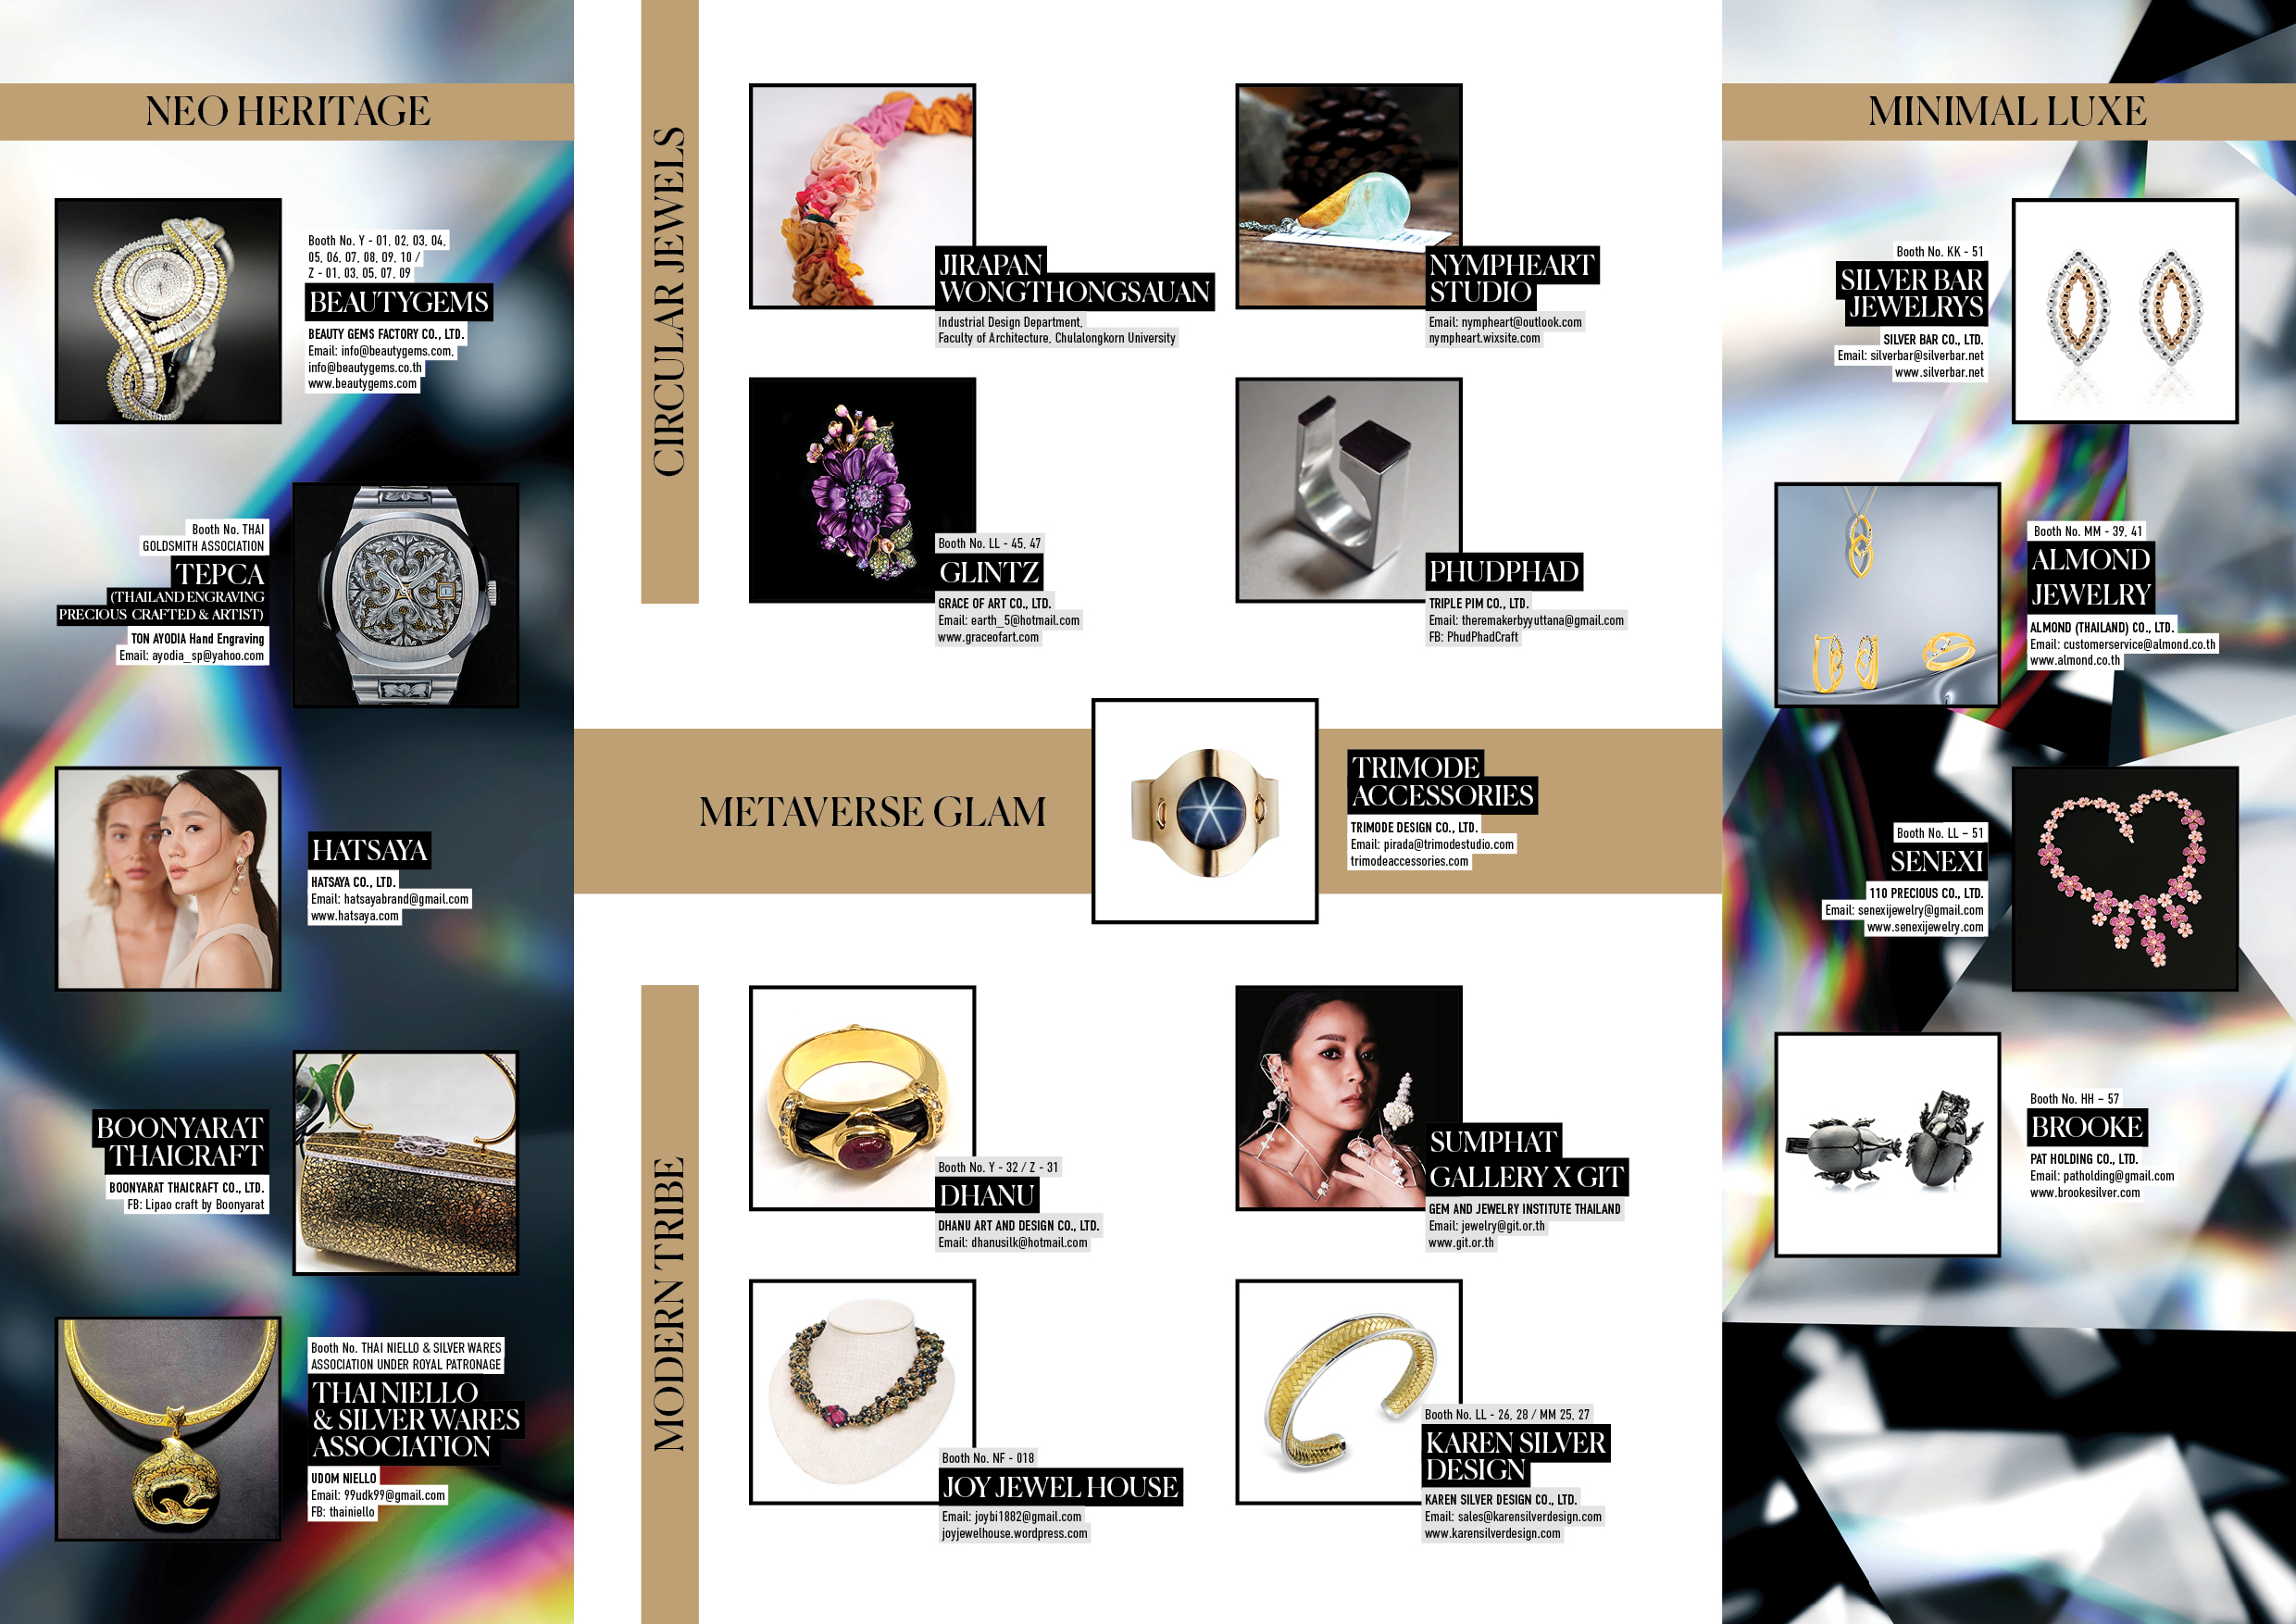 NEO HERITAGE
Booth No. Y - 01, 02, 03, 04,
05, 06, 07, 08, 09, 10 /
Z - 01, 03, 05, 07, 09
BEAUTYGEMS
BEAUTY GEMS FACTORY CO., LTD.
Email: info@beautygems.com,
info@beautygems.co.th
www.beautygems.com
Booth No. THAI
GOLDSMITH ASSOCIATION
TEPCA
(THAILAND ENGRAVING
PRECIOUS CRAFTED & ARTIST)
TON AYODIA Hand Engraving
Email: ayodia_sp@yahoo.com
HATSAYA
HATSAYA CO., LTD.
Email: hatsayabrand@gmail.com
www.hatsaya.com
BOONYARAT
THAICRAFT
BOONYARAT THAICRAFT CO., LTD.
FB: Lipao craft by Boonyarat
Booth No. THAI NIELLO & SILVER WARES
ASSOCIATION UNDER ROYAL PATRONAGE
THAI NIELLO
& SILVER WARES
ASSOCIATION
UDOM NIELLO
Email: 99udk99@gmail.com
FB: thainiello
CIRCULAR JEWELS
JIRAPAN
WONGTHONGSAUAN
Industrial Design Department,
Faculty of Architecture, Chulalongkorn University
NYMPHEART
STUDIO
Email: nympheart@outlook.com
nympheart.wixsite.com
Booth No. LL - 45, 47
GLINTZ
GRACE OF ART CO., LTD.
Email: earth_5@hotmail.com
www.graceofart.com
PHUDPHAD
TRIPLE PIM CO., LTD.
Email: theremakerbyyuttana@gmail.com
FB: PhudPhadCraft
METAVERSE GLAM
TRIMODE
ACCESSORIES
TRIMODE DESIGN CO., LTD.
Email: pirada@trimodestudio.com
trimodeaccessories.com
MODERN TRIBE
Booth No. Y - 32 / Z - 31
DHANU
DHANU ART AND DESIGN CO., LTD.
Email: dhanusilk@hotmail.com
SUMPHAT
GALLERY X GIT
GEM AND JEWELRY INSTITUTE THAILAND
Email: jewelry@git.or.th
www.git.or.th
Booth No. NF - 018
JOY JEWEL HOUSE
Email: joybi1882@gmail.com
joyjewelhouse.wordpress.com
Booth No. LL - 26, 28 / MM 25, 27
KAREN SILVER
DESIGN
KAREN SILVER DESIGN CO., LTD.
Email: sales@karensilverdesign.com
www.karensilverdesign.com
MINIMAL LUXE
Booth No. KK - 51
SILVER BAR
JEWELRYS
SILVER BAR CO., LTD.
Email: silverbar@silverbar.net
www.silverbar.net
Booth No. MM - 39, 41
ALMOND
JEWELRY
ALMOND (THAILAND) CO., LTD.
Email: customerservice@almond.co.th
www.almond.co.th
Booth No. LL – 51
SENEXI
110 PRECIOUS CO., LTD.
Email: senexijewelry@gmail.com
www.senexijewelry.com
Booth No. HH – 57
BROOKE
PAT HOLDING CO., LTD.
Email: patholding@gmail.com
www.brookesilver.com